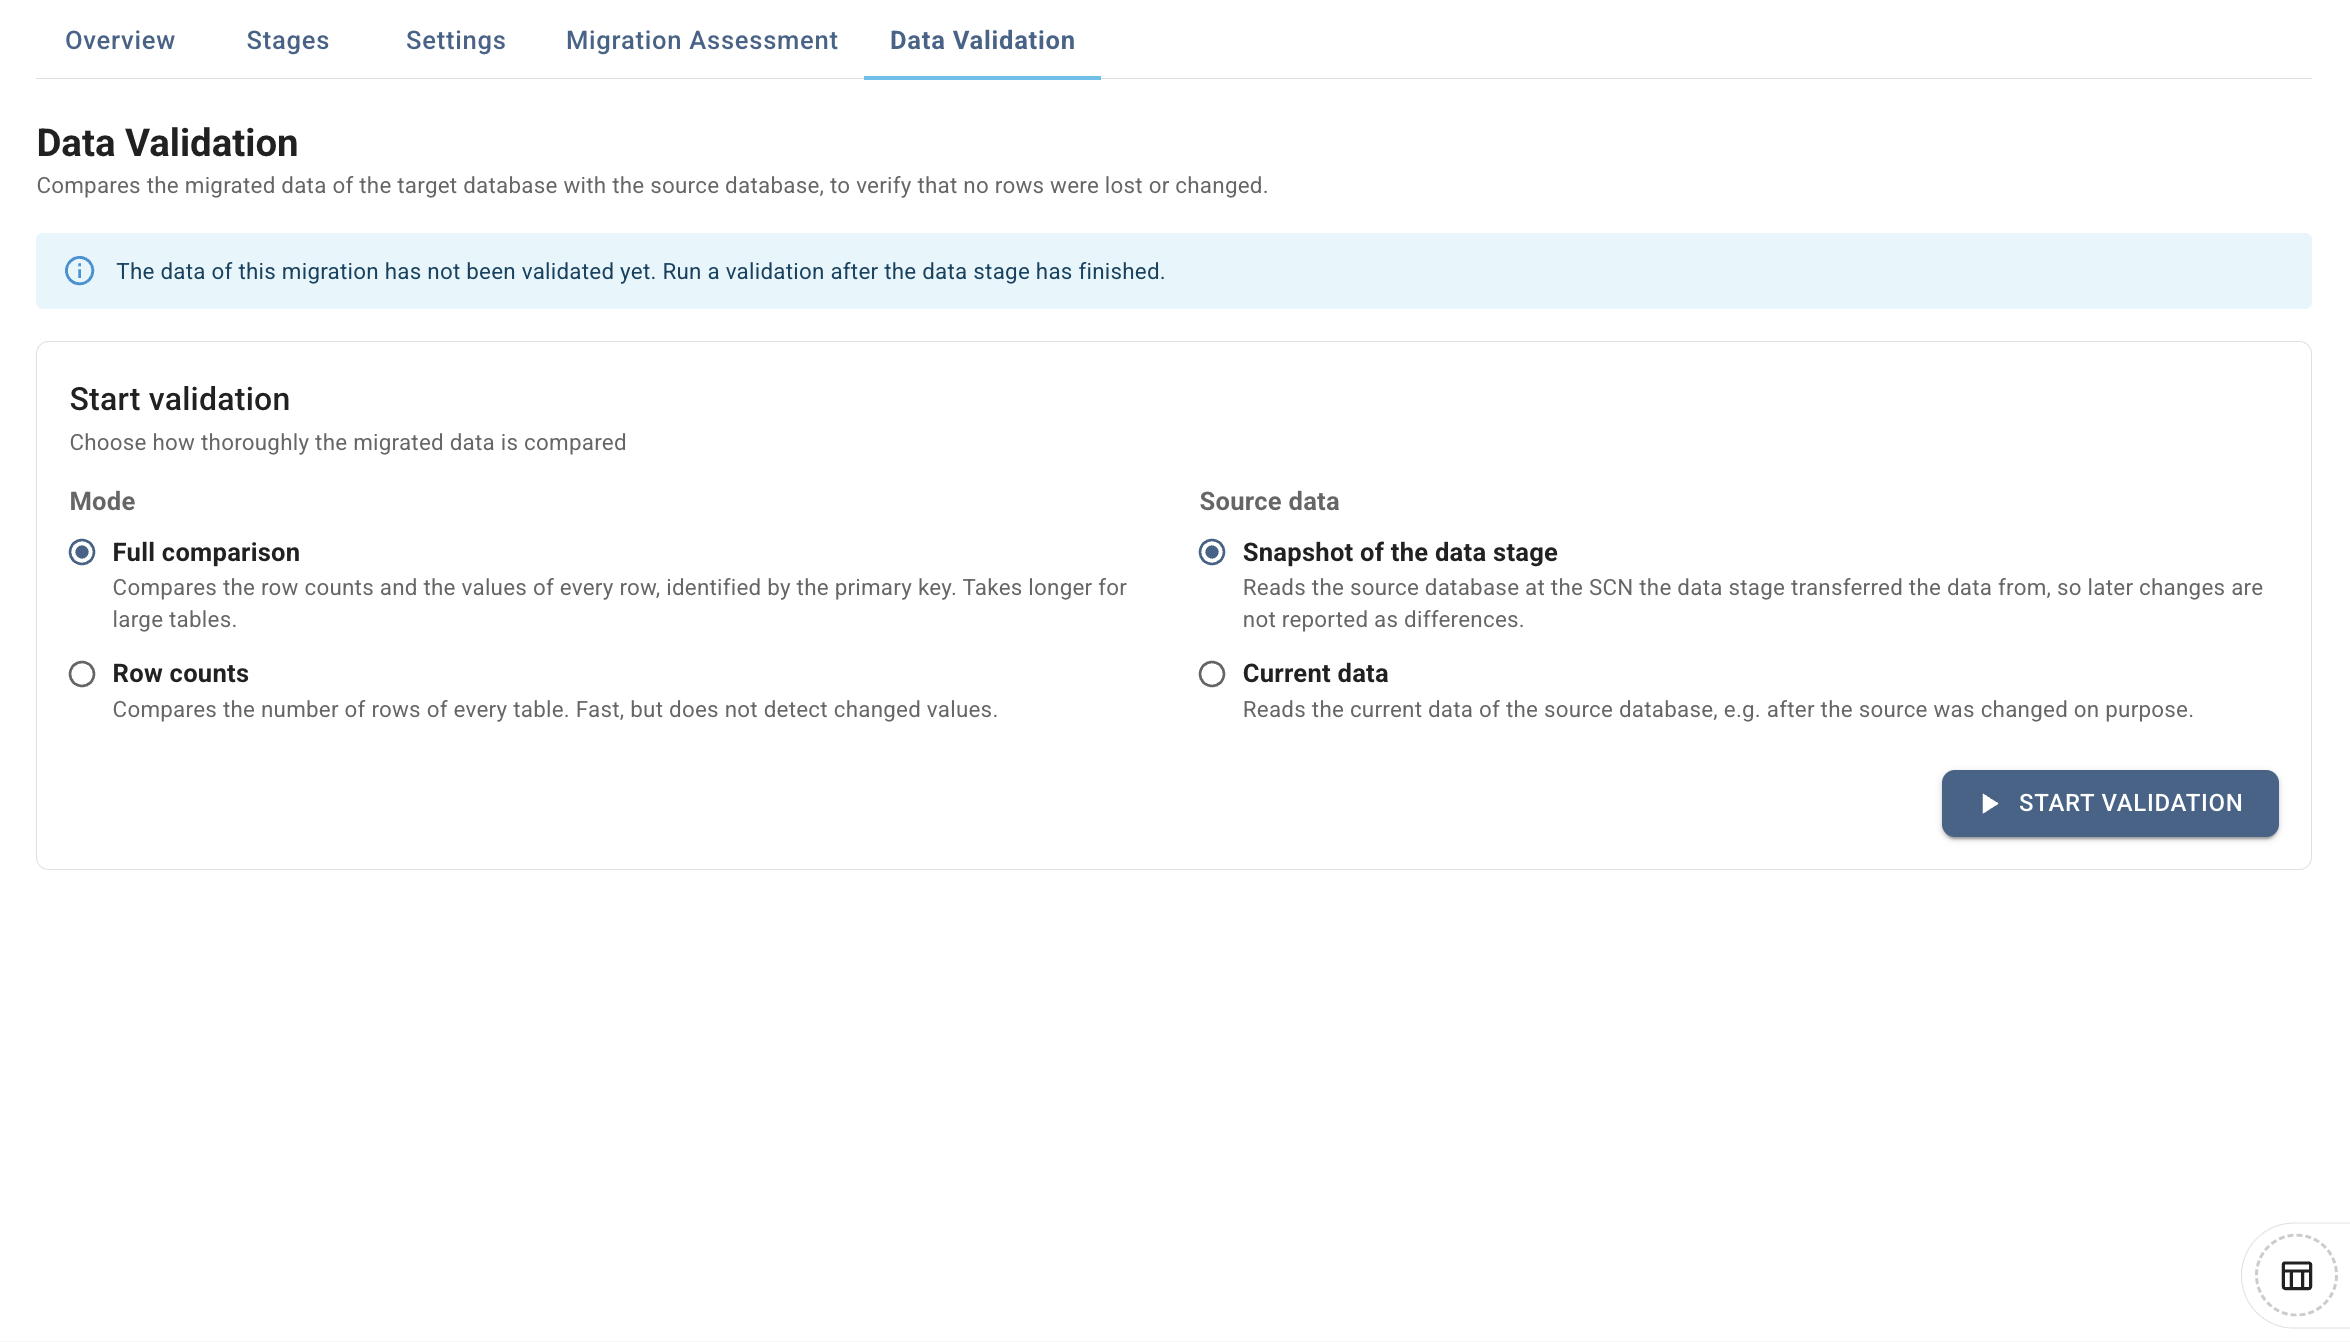 Overview Stages Settings Migration Assessment Data Validation
Data Validation
Compares the migrated data of the target database with the source database, to verify that no rows were lost or changed.
The data of this migration has not been validated yet. Run a validation after the data stage has finished.
Start validation
Choose how thoroughly the migrated data is compared
Mode
Full comparison
Compares the row counts and the values of every row, identified by the primary key. Takes longer for
large tables.
Row counts
Compares the number of rows of every table. Fast, but does not detect changed values.
Source data
Snapshot of the data stage
Reads the source database at the SCN the data stage transferred the data from, so later changes are
not reported as differences.
Current data
Reads the current data of the source database, e.g. after the source was changed on purpose.
START VALIDATION